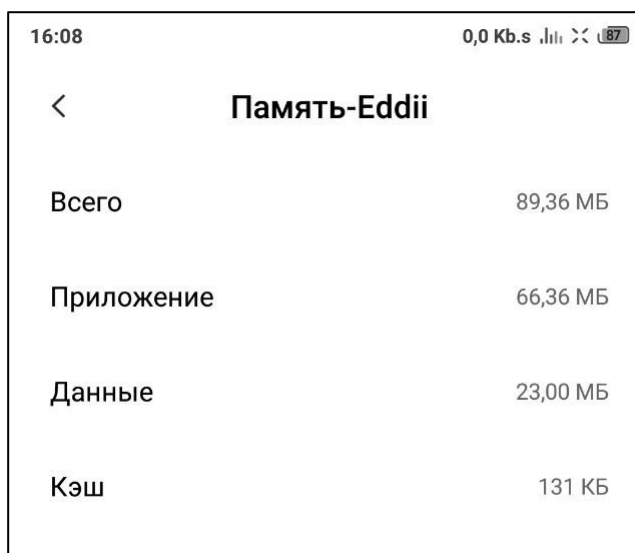 16:08 0,0 Kb.s 87
Память-Eddii
Всего 89,36 МБ
Приложение 66,36 МБ
Данные 23,00 МБ
Кэш 131 КБ